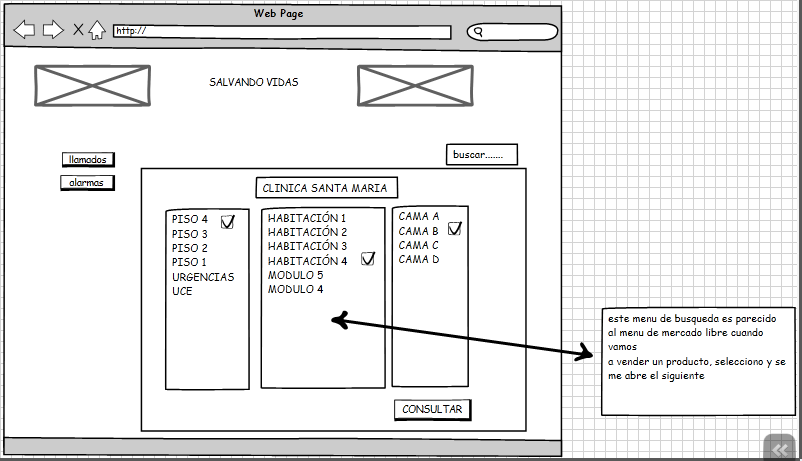 Web Page
http://
SALVANDO VIDAS
llamados
alarmas
buscar.......
CLINICA SANTA MARIA
PISO 4
PISO 3
PISO 2
PISO 1
URGENCIAS
UCE
HABITACIÓN 1
HABITACIÓN 2
HABITACIÓN 3
HABITACIÓN 4
MODULO 5
MODULO 4
CAMA A
CAMA B
CAMA C
CAMA D
CONSULTAR
este menu de busqueda es parecido
al menu de mercado libre cuando
vamos
a vender un producto, selecciono y se
me abre el siguiente